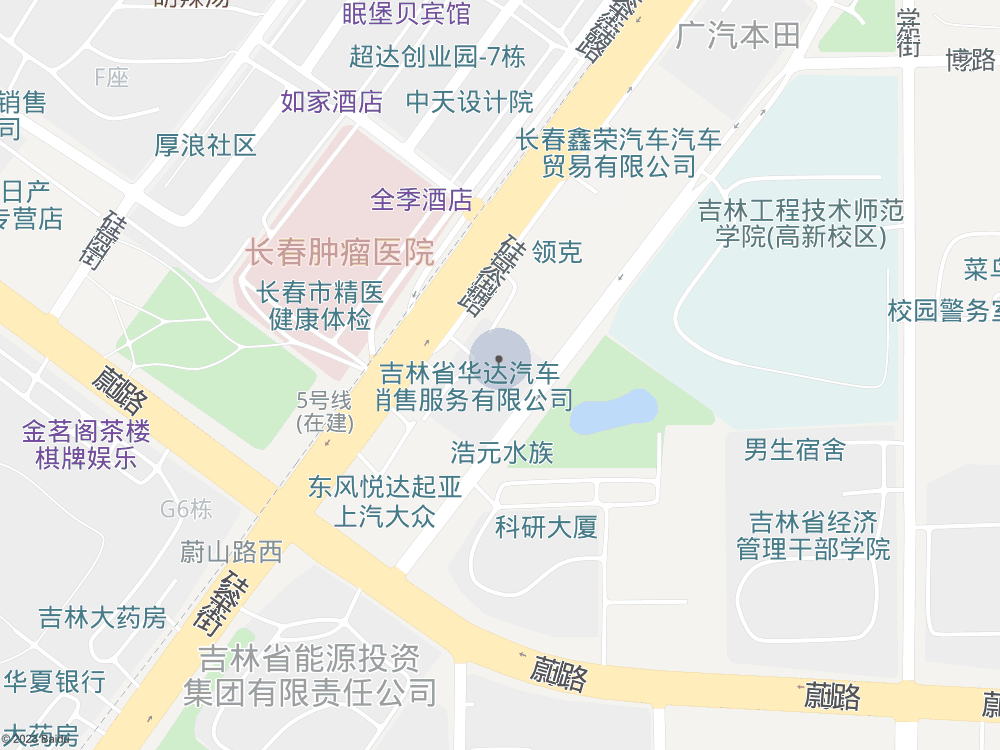 胡辣汤
眠堡贝宾馆
广汽本田
超达创业园-7栋
F座
博
路
如家酒店
中天设计院
销售
司
长春鑫荣汽车汽车
贸易有限公司
厚浪社区
日产
专营店
全季酒店
吉林工程技术师范
学院(高新校区)
长春肿瘤医院
领克
菜鸟
长春市精医
健康体检
校园警务室
吉林省华达汽车
肖售服务有限公司
5号线
(在建)
金茗阁茶楼
棋牌娱乐
浩元水族
男生宿舍
东风悦达起亚
上汽大众
G6栋
科研大厦
吉林省经济
管理干部学院
蔚山路西
吉林大药房
吉林省能源投资
集团有限责任公司
华夏银行
大药房
© 2023 Baidu